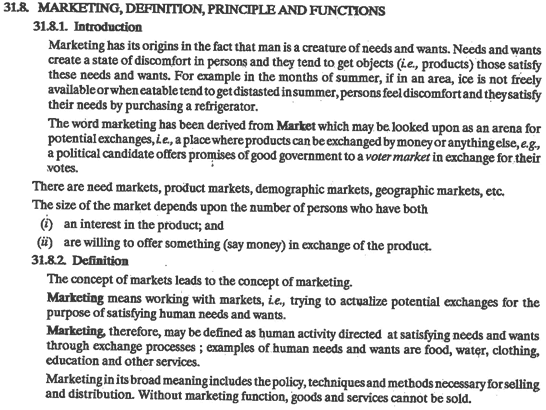 31.8. MARKETING, DEFINITION, PRINCIPLE AND FUNCTIONS
31.8.1. Introduction
Marketing has its origins in the fact that man is a creature of needs and wants. Needs and wants
create a state of discomfort in persons and they tend to get objects (i.e., products) those satisfy
these needs and wants. For example in the months of summer, if in an area, ice is not freely
available or when eatable tend to get distasted in summer, persons feel discomfort and they satisfy
their needs by purchasing a refrigerator.
The word marketing has been derived from Market which may be looked upon as an arena for
potential exchanges, i.e., a place where products can be exchanged by money or anything else, e.g.,
a political candidate offers promises of good government to a voter market in exchange for their
votes.
There are need markets, product markets, demographic markets, geographic markets, etc.
The size of the market depends upon the number of persons who have both
(i) an interest in the product; and
(ii) are willing to offer something (say money) in exchange of the product.
31.8.2. Definition
The concept of markets leads to the concept of marketing.
Marketing means working with markets, i.e., trying to actualize potential exchanges for the
purpose of satisfying human needs and wants.
Marketing, therefore, may be defined as human activity directed at satisfying needs and wants
through exchange processes ; examples of human needs and wants are food, water, clothing,
education and other services.
Marketing in its broad meaning includes the policy, techniques and methods necessary for selling
and distribution. Without marketing function, goods and services cannot be sold.